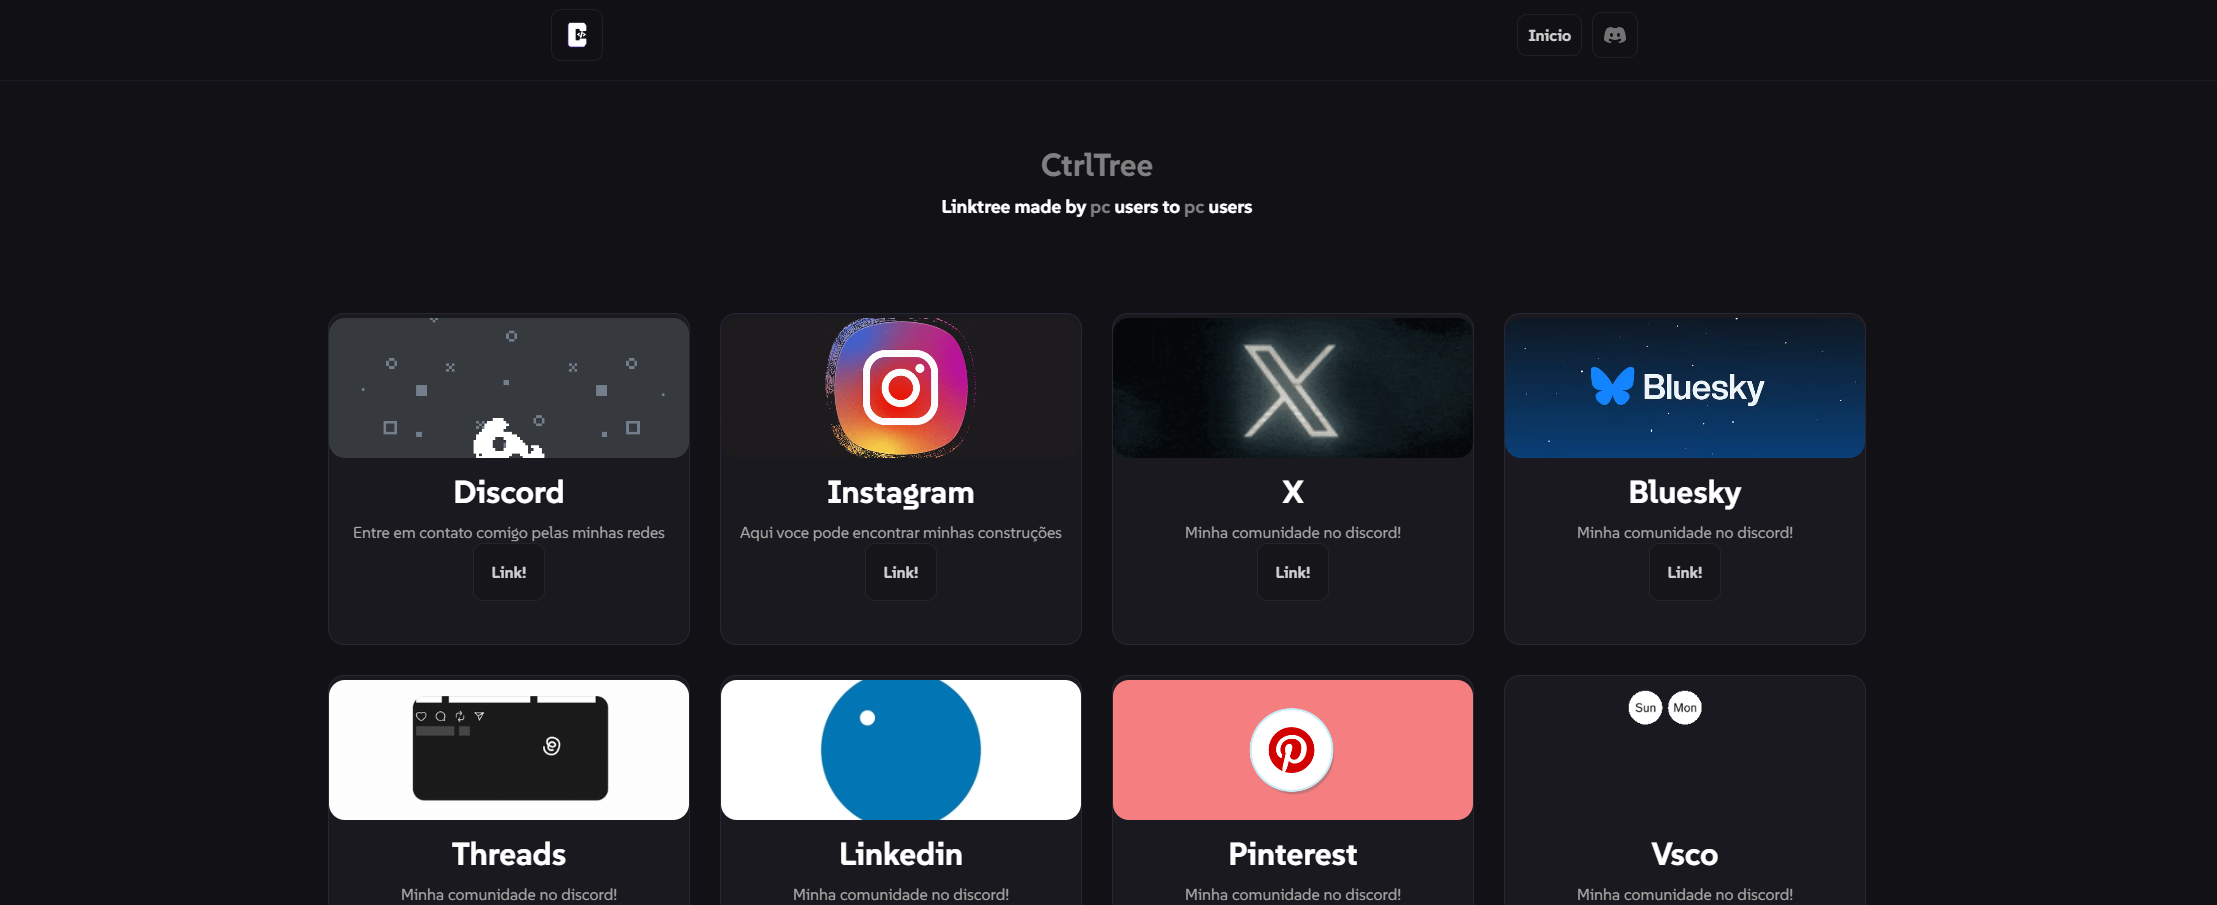 Inicio
CtrlTree
Linktree made by pc users to pc users
Bluesky
Discord
Entre em contato comigo pelas minhas redes
Link!
Instagram
Aqui voce pode encontrar minhas construções
Link!
X
Minha comunidade no discord!
Link!
Bluesky
Minha comunidade no discord!
Link!
Sun Mon
Threads
Minha comunidade no discord!
Linkedin
Minha comunidade no discord!
Pinterest
Minha comunidade no discord!
Vsco
Minha comunidade no discord!